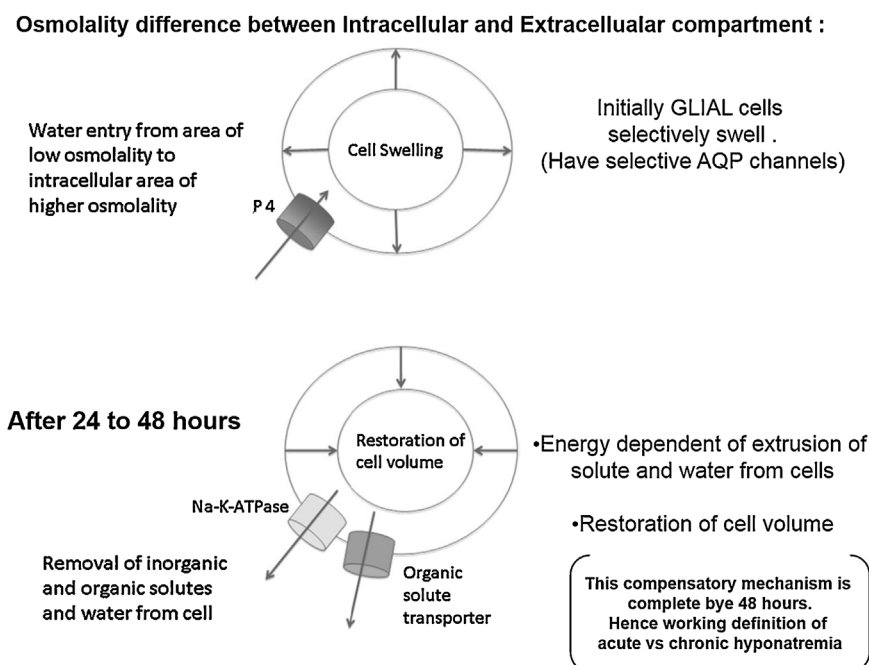 Osmolality difference between Intracellular and Extracellualar compartment :
Water entry from area of
low osmolality to
intracellular area of
higher osmolality
P 4
Cell Swelling
Initially GLIAL cells
selectively swell .
(Have selective AQP channels)
After 24 to 48 hours
Restoration of
cell volume
Na-K-ATPase
Removal of inorganic
and organic solutes
and water from cell
Organic
solute
transporter
•Energy dependent of extrusion of
solute and water from cells
•Restoration of cell volume
This compensatory mechanism is
complete bye 48 hours.
Hence working definition of
acute vs chronic hyponatremia